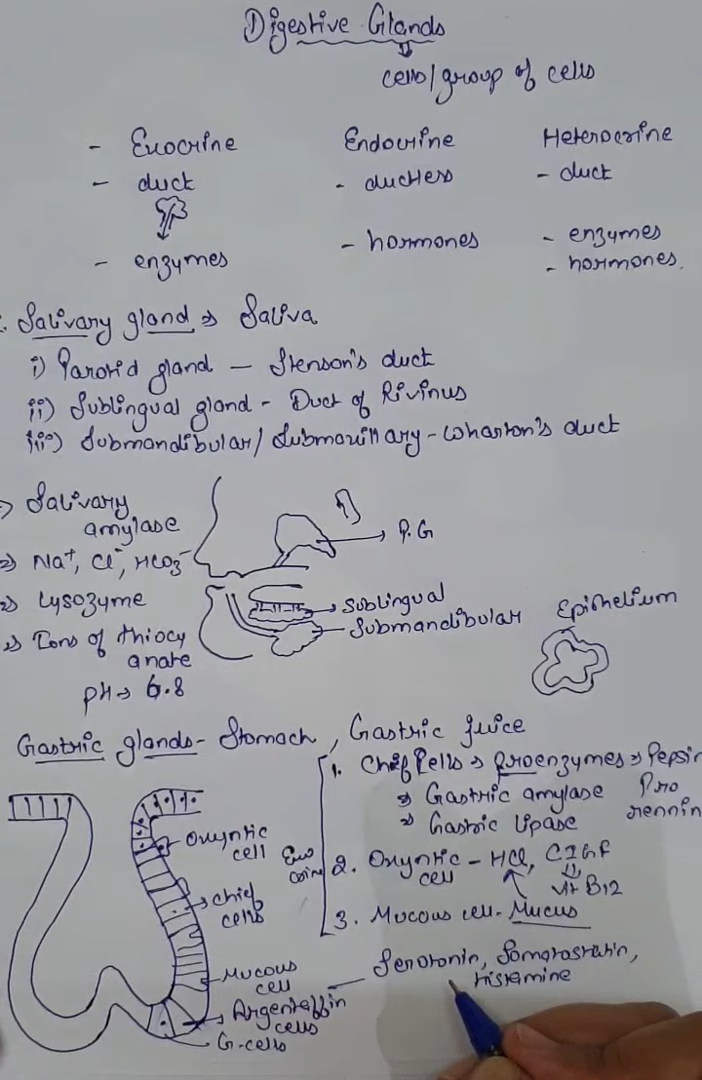 Digestive Glands
cells/group of cells
- Exocrine Endocrine Heterocrine
- duct - ductless - duct
- enzymes - hormones - enzymes
- hormones.
Salivary gland → Saliva
i) Parotid gland – Stenson's duct
ii) Sublingual gland - Duct of Rivinus
iii) Submandibular/Submaxillary - Wharton's duct
→ Salivary
amylase
→ Na⁺, Cl⁻, HCO₃⁻
→ Lysozyme
→ Ions of thiocy
anate
pH → 6.8
P.G
Sublingual
Submandibular
Epithelium
Gastric glands - Stomach, Gastric juice
1. Chief cells → Proenzymes → Pepsin
→ Gastric amylase Pro
→ Gastric lipase rennin
Exo
crine
2. Oxyntic - HCl, CIGF
cell
Vit B12
3. Mucous cell - Mucus
Oxyntic
cell
chief
cells
Mucous
cell
Argentaffin
cells
G-cells
Serotonin, Somatostatin,
Histamine